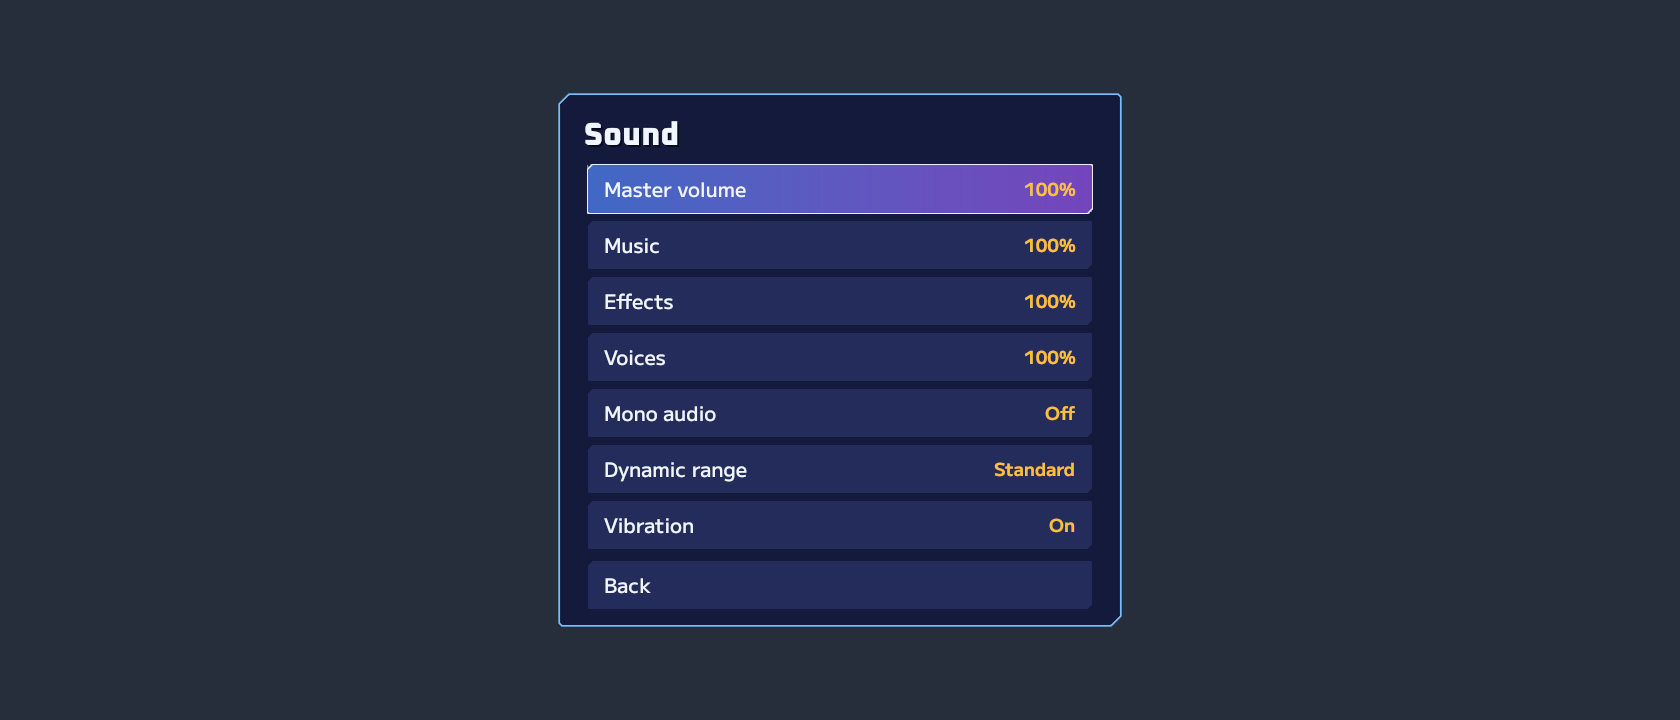 Sound
Master volume 100%
Music 100%
Effects 100%
Voices 100%
Mono audio Off
Dynamic range Standard
Vibration On
Back